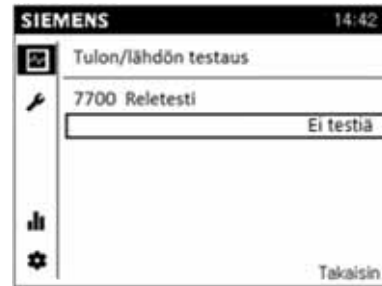 SIEMENS 14:42
Tulon/lähdön testaus
7700 Reletesti
Ei testiä
Takaisin